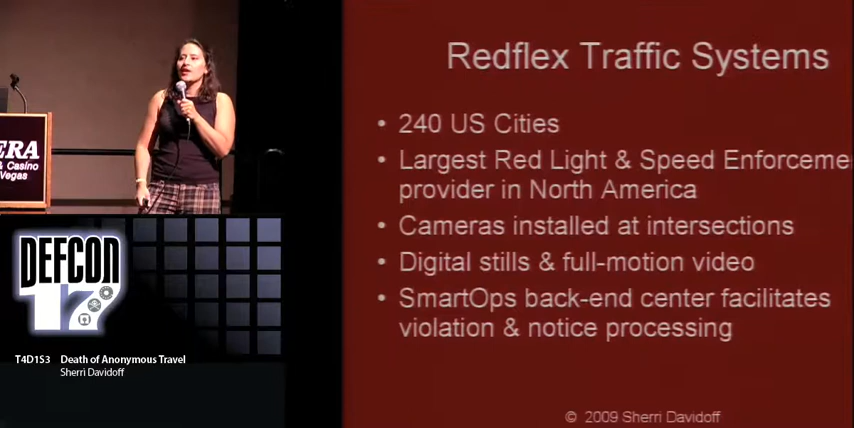 Redflex Traffic Systems
• 240 US Cities
• Largest Red Light & Speed Enforceme
provider in North America
• Cameras installed at intersections
• Digital stills & full-motion video
• SmartOps back-end center facilitates
violation & notice processing
© 2009 Sherri Davidoff
ERA
& Casino
Vegas
DEFCON
17
T4D1S3 Death of Anonymous Travel
Sherri Davidoff